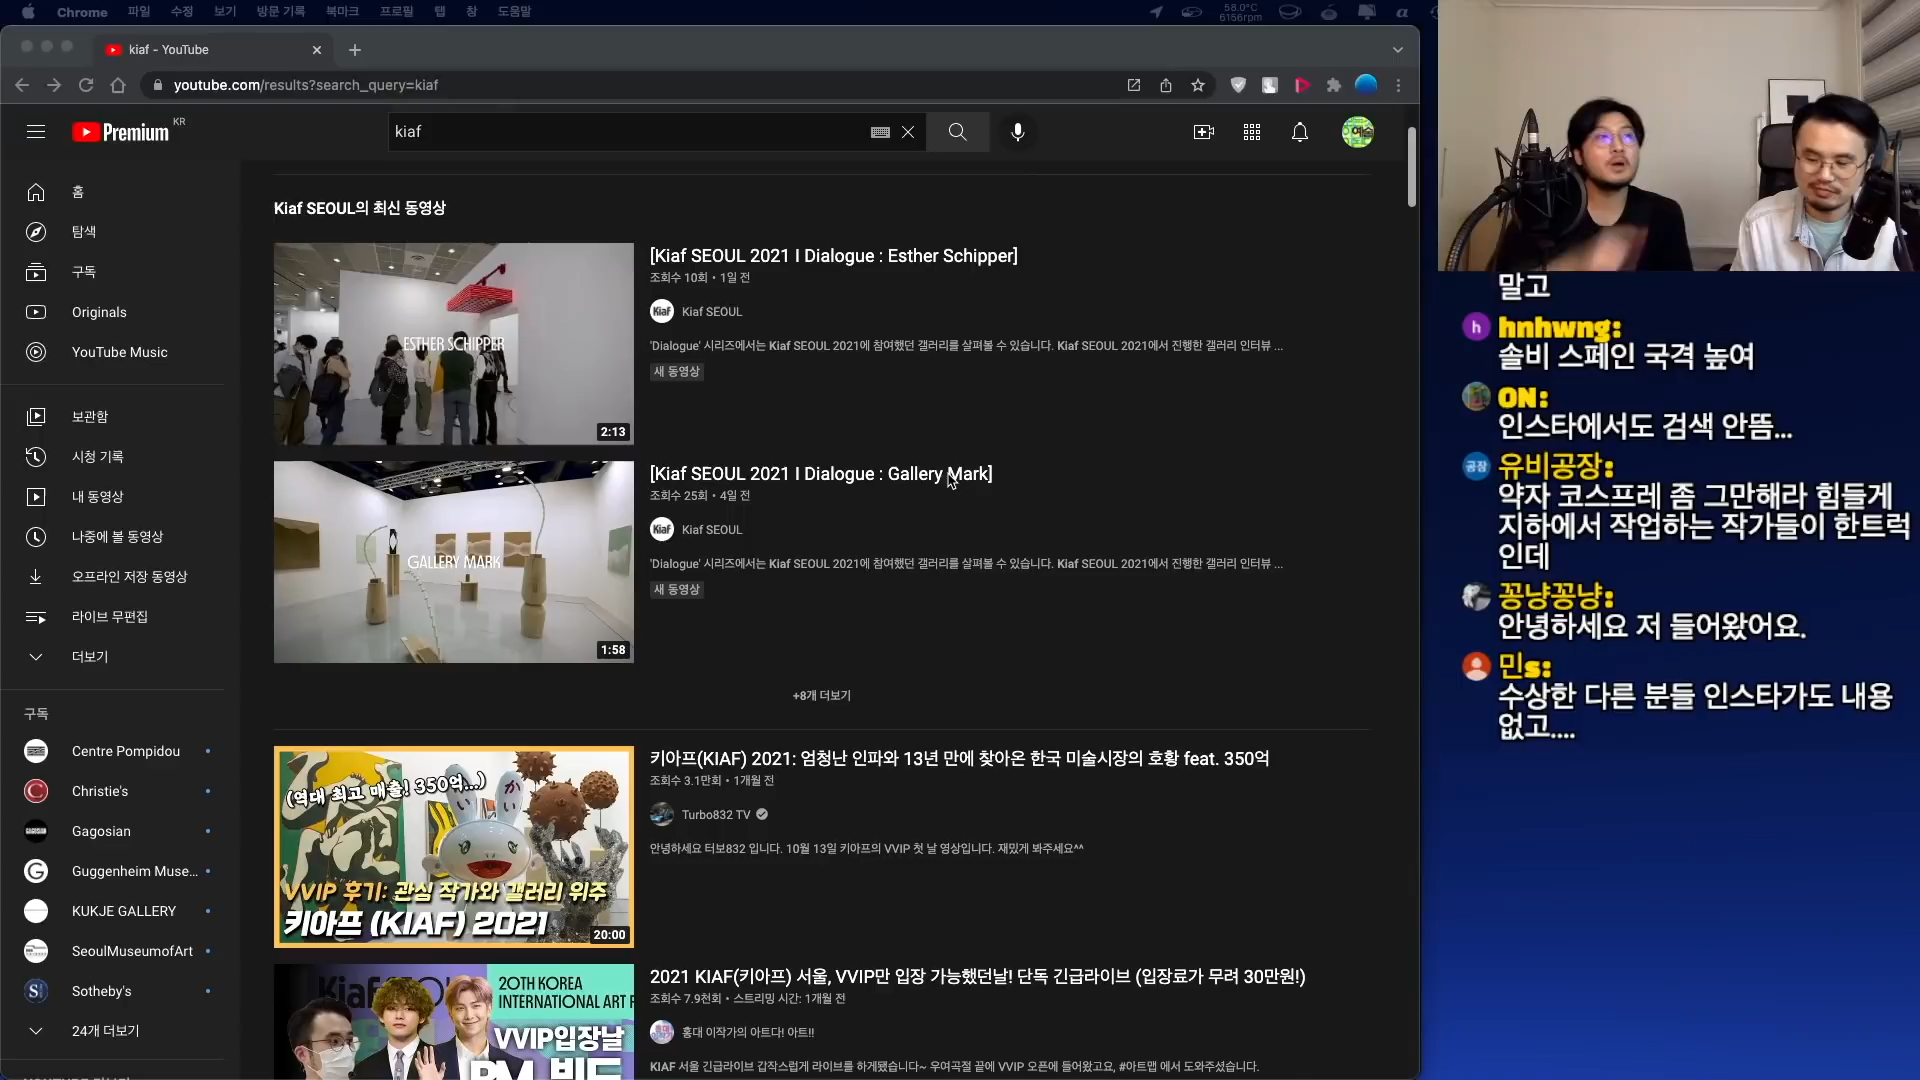 Chrome 파일 수정 보기 방문 기록 북마크 프로필 탭 창 도움말
58.0°C
6156rpm
kiaf - YouTube
youtube.com/results?search_query=kiaf
Premium KR
kiaf
홈
탐색
구독
Originals
YouTube Music
보관함
시청 기록
내 동영상
나중에 볼 동영상
오프라인 저장 동영상
라이브 무편집
더보기
구독
Centre Pompidou
Christie's
Gagosian
Guggenheim Muse...
KUKJE GALLERY
SeoulMuseumofArt
Sotheby's
24개 더보기
Kiaf SEOUL의 최신 동영상
ESTHER SCHIPPER
2:13
[Kiaf SEOUL 2021 I Dialogue : Esther Schipper]
조회수 10회 • 1일 전
Kiaf
Kiaf SEOUL
'Dialogue' 시리즈에서는 Kiaf SEOUL 2021에 참여했던 갤러리를 살펴볼 수 있습니다. Kiaf SEOUL 2021에서 진행한 갤러리 인터뷰 ...
새 동영상
GALLERY MARK
1:58
[Kiaf SEOUL 2021 I Dialogue : Gallery Mark]
조회수 25회 • 4일 전
Kiaf
Kiaf SEOUL
'Dialogue' 시리즈에서는 Kiaf SEOUL 2021에 참여했던 갤러리를 살펴볼 수 있습니다. Kiaf SEOUL 2021에서 진행한 갤러리 인터뷰 ...
새 동영상
+8개 더보기
(역대 최고 매출! 350억...)
VVIP 후기: 관심 작가와 갤러리 위주
키아프 (KIAF) 2021
20:00
키아프(KIAF) 2021: 엄청난 인파와 13년 만에 찾아온 한국 미술시장의 호황 feat. 350억
조회수 3.1만회 • 1개월 전
Turbo832 TV
안녕하세요 터보832 입니다. 10월 13일 키아프의 VVIP 첫 날 영상입니다. 재밌게 봐주세요^^
20TH KOREA
INTERNATIONAL ART F
VVIP입장날
2021 KIAF(키아프) 서울, VVIP만 입장 가능했던날! 단독 긴급라이브 (입장료가 무려 30만원!)
조회수 7.9천회 • 스트리밍 시간: 1개월 전
홍대 이작가의 아트다! 아트!!
KIAF 서울 긴급라이브 갑작스럽게 라이브를 하게됐습니다~ 우여곡절 끝에 VVIP 오픈에 들어왔고요, #아트맵 에서 도와주셨습니다.
말고
h hnhwng:
솔비 스페인 국격 높여
ON:
인스타에서도 검색 안뜸...
공장 유비공장:
약자 코스프레 좀 그만해라 힘들게
지하에서 작업하는 작가들이 한트럭
인데
꽁냥꽁냥:
안녕하세요 저 들어왔어요.
민s:
수상한 다른 분들 인스타가도 내용
없고....